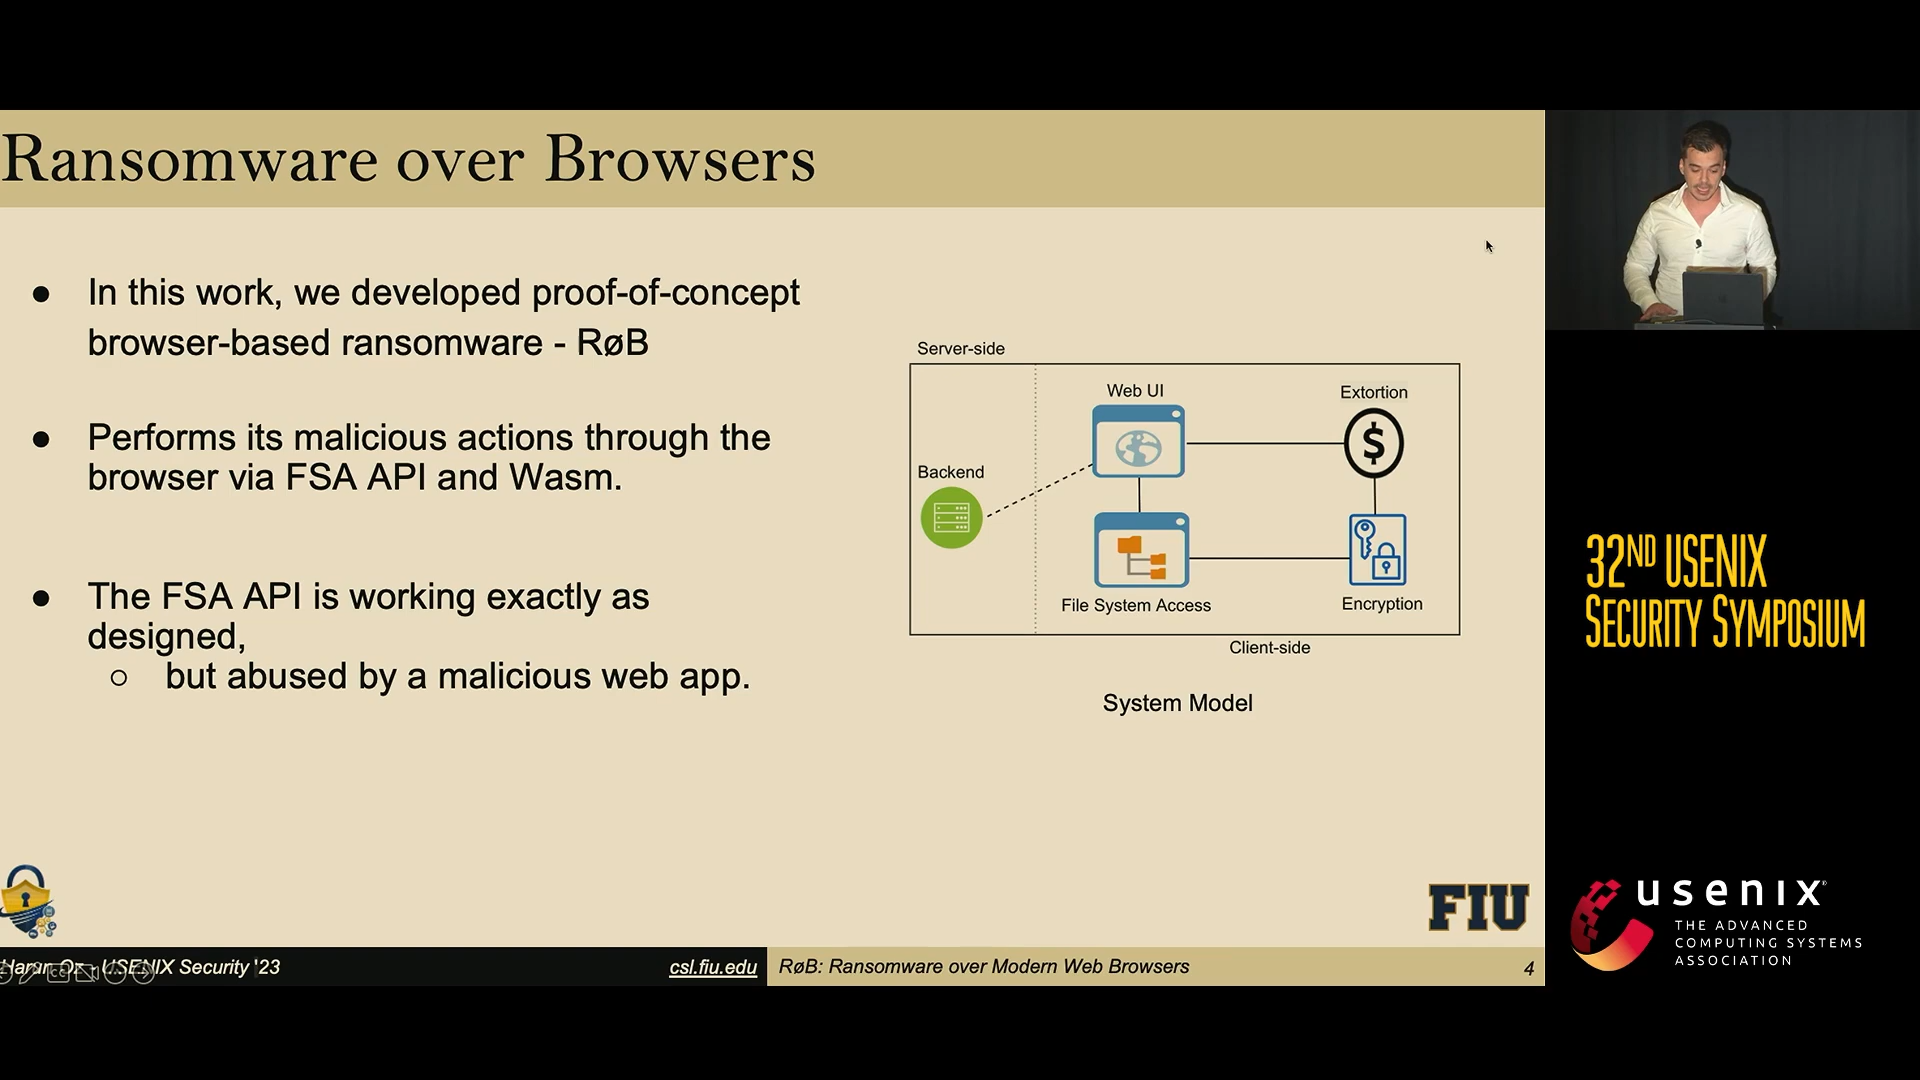 Ransomware over Browsers
● In this work, we developed proof-of-concept
browser-based ransomware - RøB
● Performs its malicious actions through the
browser via FSA API and Wasm.
● The FSA API is working exactly as
designed,
○ but abused by a malicious web app.
Server-side
Web UI
Extortion
$
Backend
File System Access
Encryption
Client-side
System Model
FIU
Harun Oz - USENIX Security '23
csl.fiu.edu
RøB: Ransomware over Modern Web Browsers
4
32ND USENIX
SECURITY SYMPOSIUM
usenix
THE ADVANCED
COMPUTING SYSTEMS
ASSOCIATION